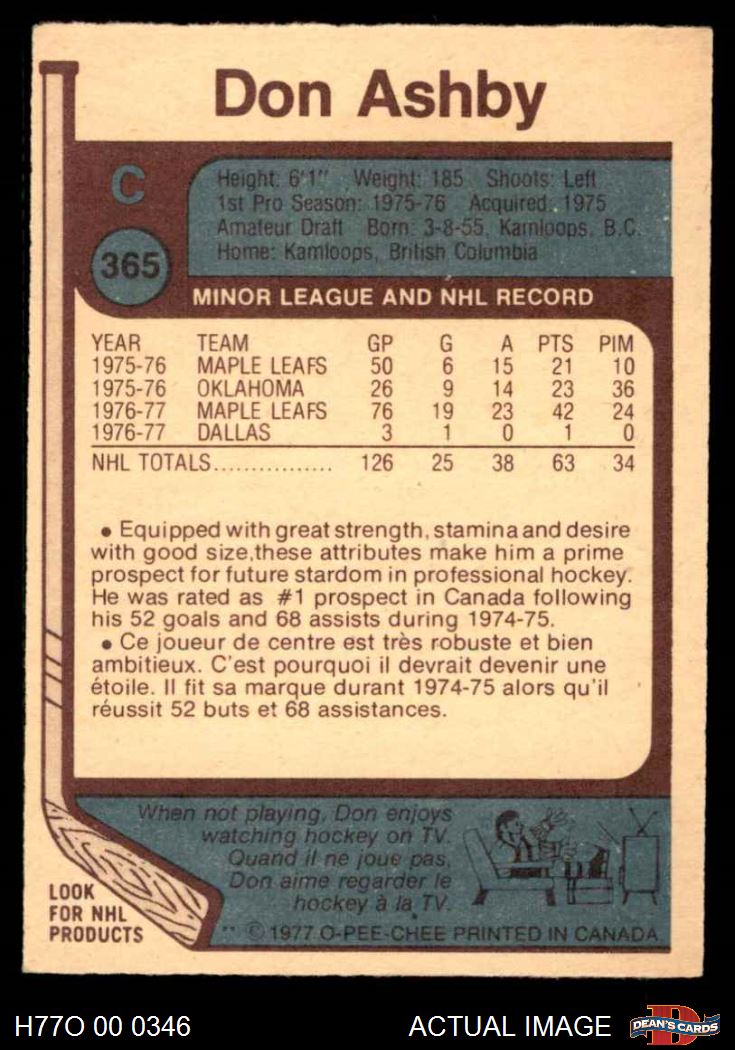 Don Ashby
C
365
Height: 6'1" Weight: 185 Shoots: Left
1st Pro Season: 1975-76 Acquired: 1975
Amateur Draft Born: 3-8-55, Kamloops, B.C.
Home: Kamloops, British Columbia
MINOR LEAGUE AND NHL RECORD
YEAR TEAM GP G A PTS PIM
1975-76 MAPLE LEAFS 50 6 15 21 10
1975-76 OKLAHOMA 26 9 14 23 36
1976-77 MAPLE LEAFS 76 19 23 42 24
1976-77 DALLAS 3 1 0 1 0
NHL TOTALS................ 126 25 38 63 34
• Equipped with great strength, stamina and desire
with good size,these attributes make him a prime
prospect for future stardom in professional hockey.
He was rated as #1 prospect in Canada following
his 52 goals and 68 assists during 1974-75.
• Ce joueur de centre est très robuste et bien
ambitieux. C'est pourquoi il devrait devenir une
étoile. Il fit sa marque durant 1974-75 alors qu'il
réussit 52 buts et 68 assistances.
When not playing, Don enjoys
watching hockey on TV.
Quand il ne joue pas,
Don aime regarder le
hockey à la TV.
LOOK
FOR NHL
PRODUCTS
** © 1977 O-PEE-CHEE PRINTED IN CANADA
H77O 00 0346
ACTUAL IMAGE
D
DEAN'S CARDS